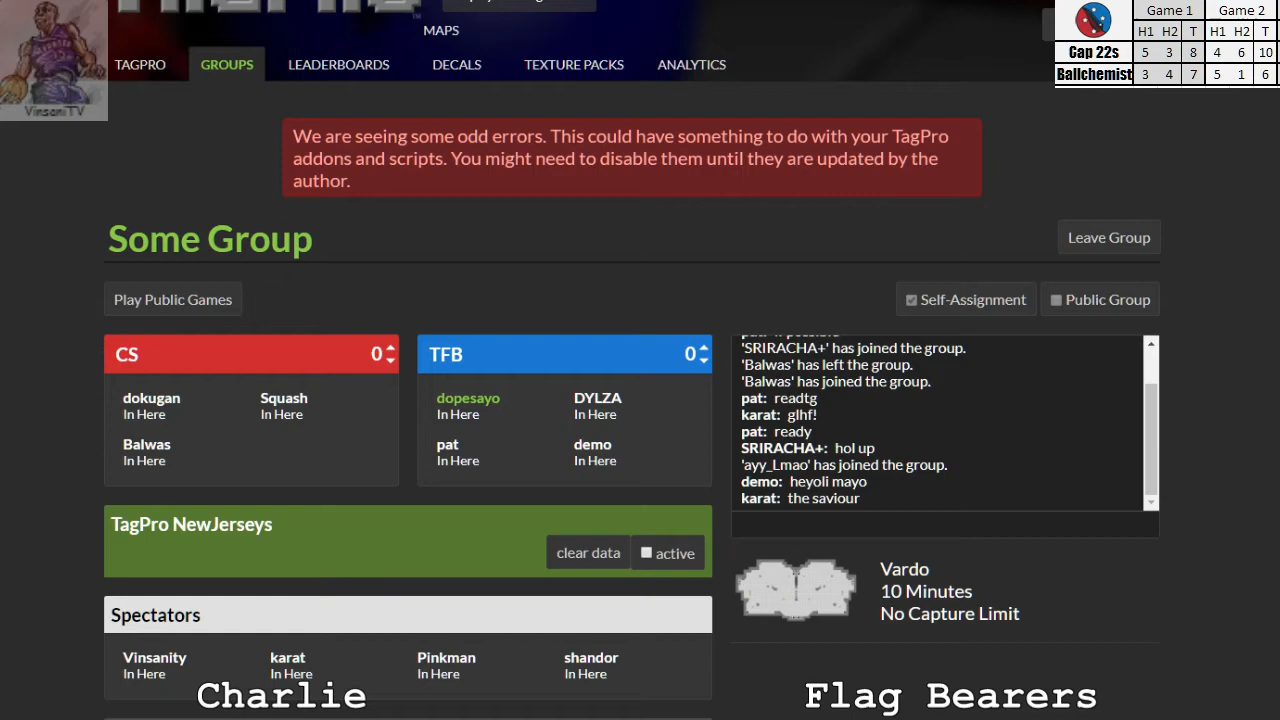 MAPS
TAGPRO GROUPS LEADERBOARDS DECALS TEXTURE PACKS ANALYTICS
VinsaniTV
Game 1 Game 2
H1 H2 T H1 H2 T
Cap 22s 5 3 8 4 6 10
Ballchemist 3 4 7 5 1 6
We are seeing some odd errors. This could have something to do with your TagPro
addons and scripts. You might need to disable them until they are updated by the
author.
Some Group
Leave Group
Play Public Games
Self-Assignment
Public Group
CS 0
dokugan Squash
In Here In Here
Balwas
In Here
TFB 0
dopesayo DYLZA
In Here In Here
pat demo
In Here In Here
'SRIRACHA+' has joined the group.
'Balwas' has left the group.
'Balwas' has joined the group.
pat: readtg
karat: glhf!
pat: ready
SRIRACHA+: hol up
'ayy_Lmao' has joined the group.
demo: heyoli mayo
karat: the saviour
TagPro NewJerseys
clear data active
Vardo
10 Minutes
No Capture Limit
Spectators
Vinsanity karat Pinkman shandor
In Here In Here In Here In Here
Charlie Flag Bearers